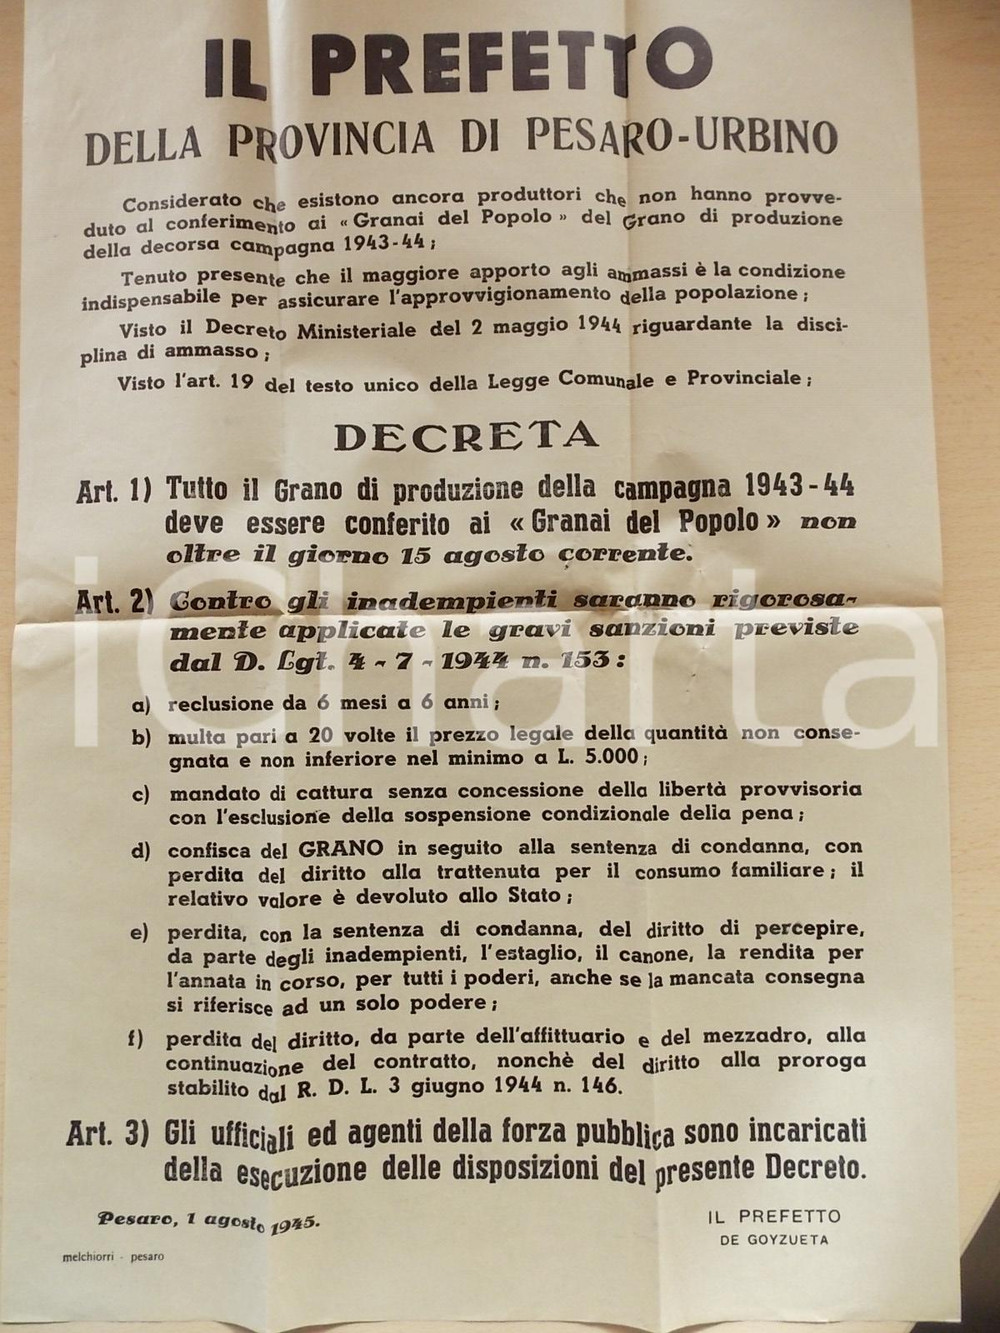 IL PREFETTO
DELLA PROVINCIA DI PESARO-URBINO
Considerato che esistono ancora produttori che non hanno provve-
duto al conferimento ai « Granai del Popolo » del Grano di produzione
della decorsa campagna 1943-44 ;
Tenuto presente che il maggiore apporto agli ammassi è la condizione
indispensabile per assicurare l'approvvigionamento della popolazione ;
Visto il Decreto Ministeriale del 2 maggio 1944 riguardante la disci-
plina di ammasso ;
Visto l'art. 19 del testo unico della Legge Comunale e Provinciale ;
DECRETA
Art. 1) Tutto il Grano di produzione della campagna 1943-44
deve essere conferito ai « Granai del Popolo » non
oltre il giorno 15 agosto corrente.
Art. 2) Contro gli inadempienti saranno rigorosa-
mente applicate le gravi sanzioni previste
dal D. Lgt. 4 - 7 - 1944 n. 153 :
a) reclusione da 6 mesi a 6 anni ;
b) multa pari a 20 volte il prezzo legale della quantità non conse-
gnata e non inferiore nel minimo a L. 5.000 ;
c) mandato di cattura senza concessione della libertà provvisoria
con l'esclusione della sospensione condizionale della pena ;
d) confisca del GRANO in seguito alla sentenza di condanna, con
perdita del diritto alla trattenuta per il consumo familiare ; il
relativo valore è devoluto allo Stato ;
e) perdita, con la sentenza di condanna, del diritto di percepire,
da parte degli inadempienti, l'estaglio, il canone, la rendita per
l'annata in corso, per tutti i poderi, anche se la mancata consegna
si riferisce ad un solo podere ;
f) perdita del diritto, da parte dell'affittuario e del mezzadro, alla
continuazione del contratto, nonchè del diritto alla proroga
stabilito dal R. D. L. 3 giugno 1944 n. 146.
Art. 3) Gli ufficiali ed agenti della forza pubblica sono incaricati
della esecuzione delle disposizioni del presente Decreto.
Pesaro, 1 agosto 1945.
IL PREFETTO
DE GOYZUETA
melchiorri - pesaro
iCharta